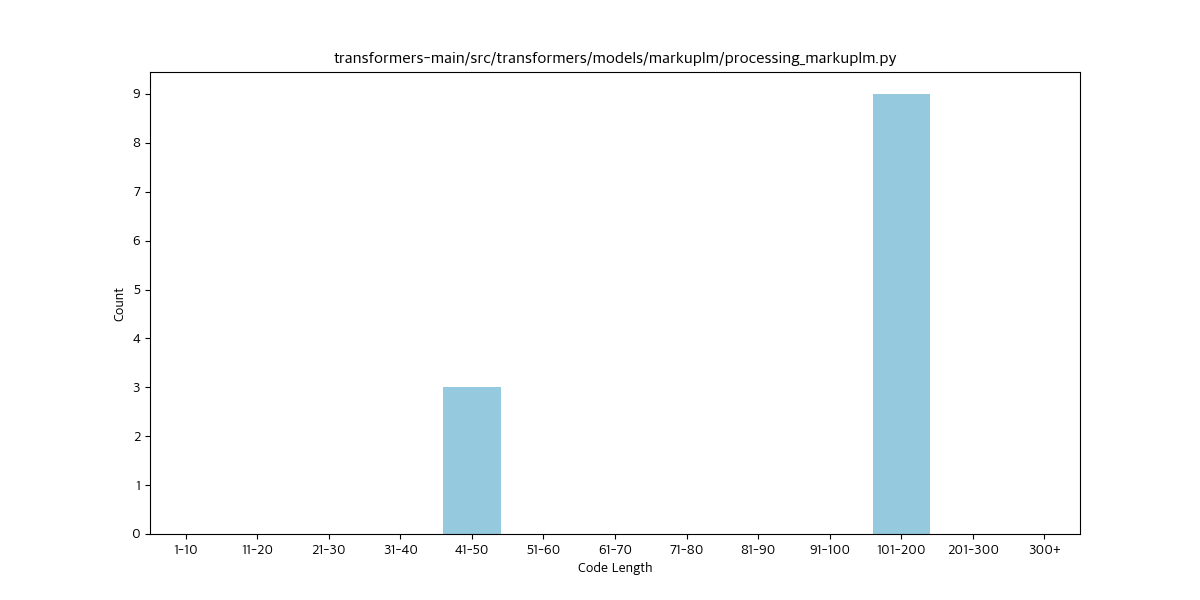 transformers-main/src/transformers/models/markuplm/processing_markuplm.py
9
8
7
6
5
4
3
2
1
0
Count
1-10 11-20 21-30 31-40 41-50 51-60 61-70 71-80 81-90 91-100 101-200 201-300 300+
Code Length